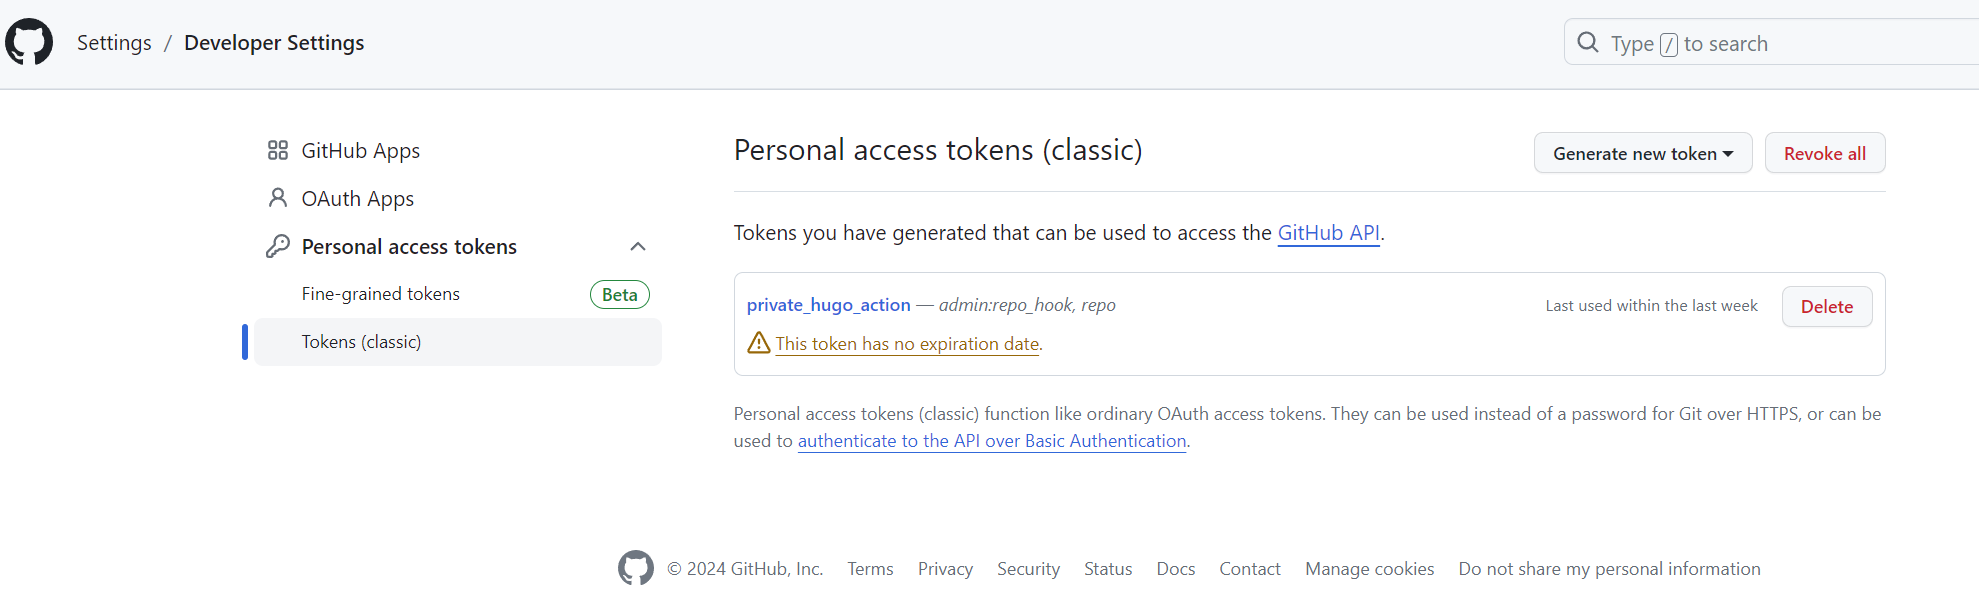 Settings / Developer Settings
Type / to search
GitHub Apps
OAuth Apps
Personal access tokens
Fine-grained tokens Beta
Tokens (classic)
Personal access tokens (classic)
Generate new token
Revoke all
Tokens you have generated that can be used to access the GitHub API.
private_hugo_action — admin:repo_hook, repo
Last used within the last week
Delete
This token has no expiration date.
Personal access tokens (classic) function like ordinary OAuth access tokens. They can be used instead of a password for Git over HTTPS, or can be
used to authenticate to the API over Basic Authentication.
© 2024 GitHub, Inc. Terms Privacy Security Status Docs Contact Manage cookies Do not share my personal information